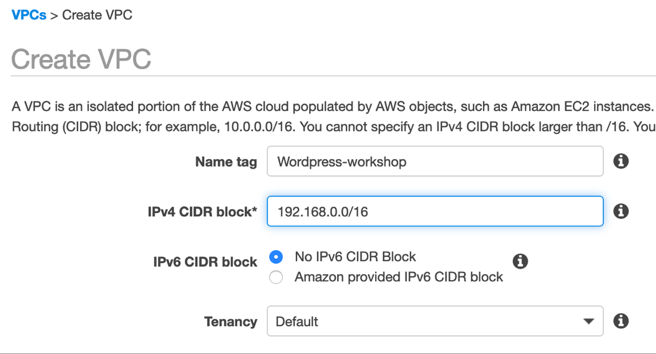 VPCs > Create VPC
Create VPC
A VPC is an isolated portion of the AWS cloud populated by AWS objects, such as Amazon EC2 instances.
Routing (CIDR) block; for example, 10.0.0.0/16. You cannot specify an IPv4 CIDR block larger than /16. You
Name tag Wordpress-workshop
IPv4 CIDR block* 192.168.0.0/16
IPv6 CIDR block No IPv6 CIDR Block
Amazon provided IPv6 CIDR block
Tenancy Default